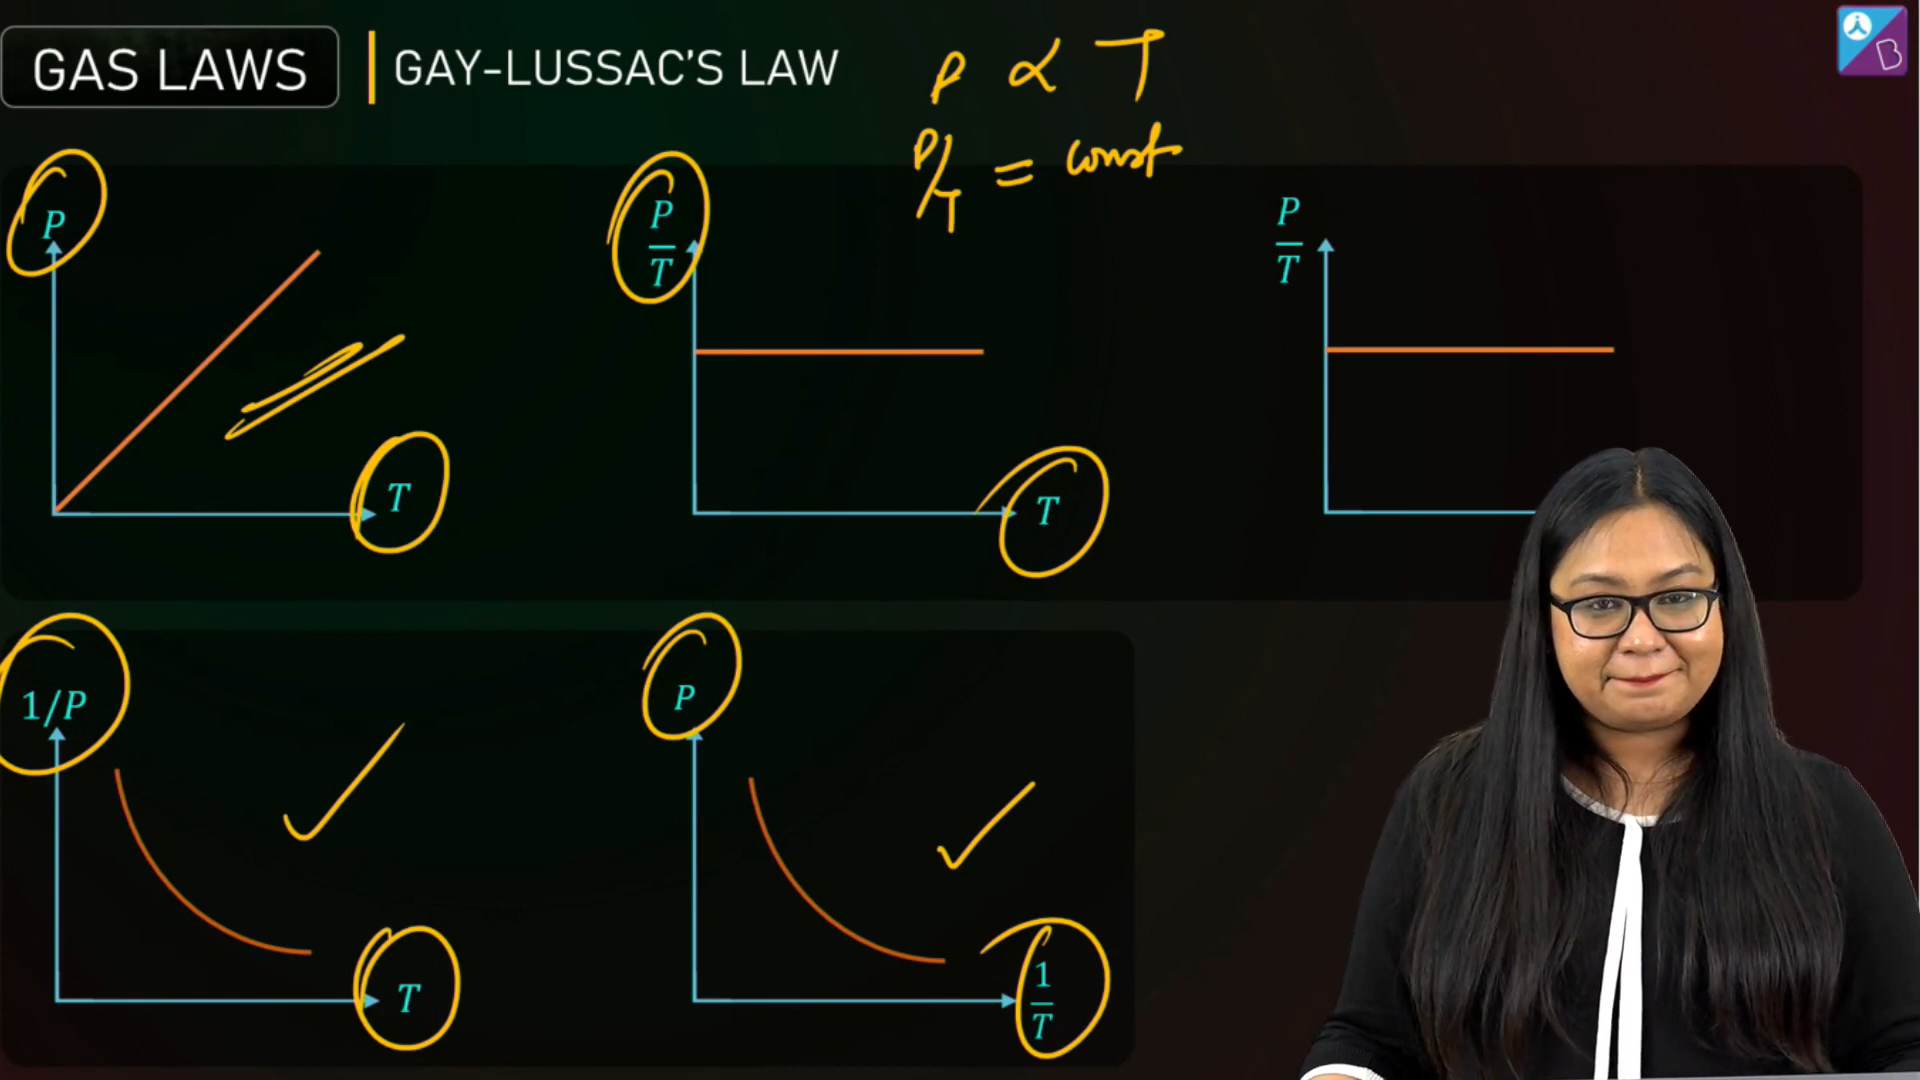 GAS LAWS
GAY-LUSSAC'S LAW
P ∝ T
P/T = const
P
T
P/T
T
P/T
1/P
T
P
1/T
B